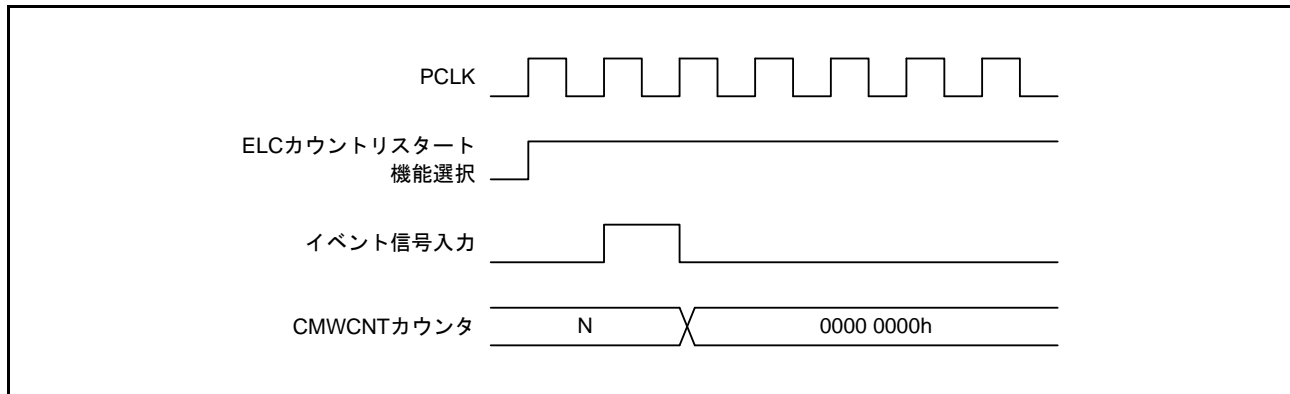 PCLK
ELCカウントリスタート
機能選択
イベント信号入力
CMWCNTカウンタ
N
0000 0000h